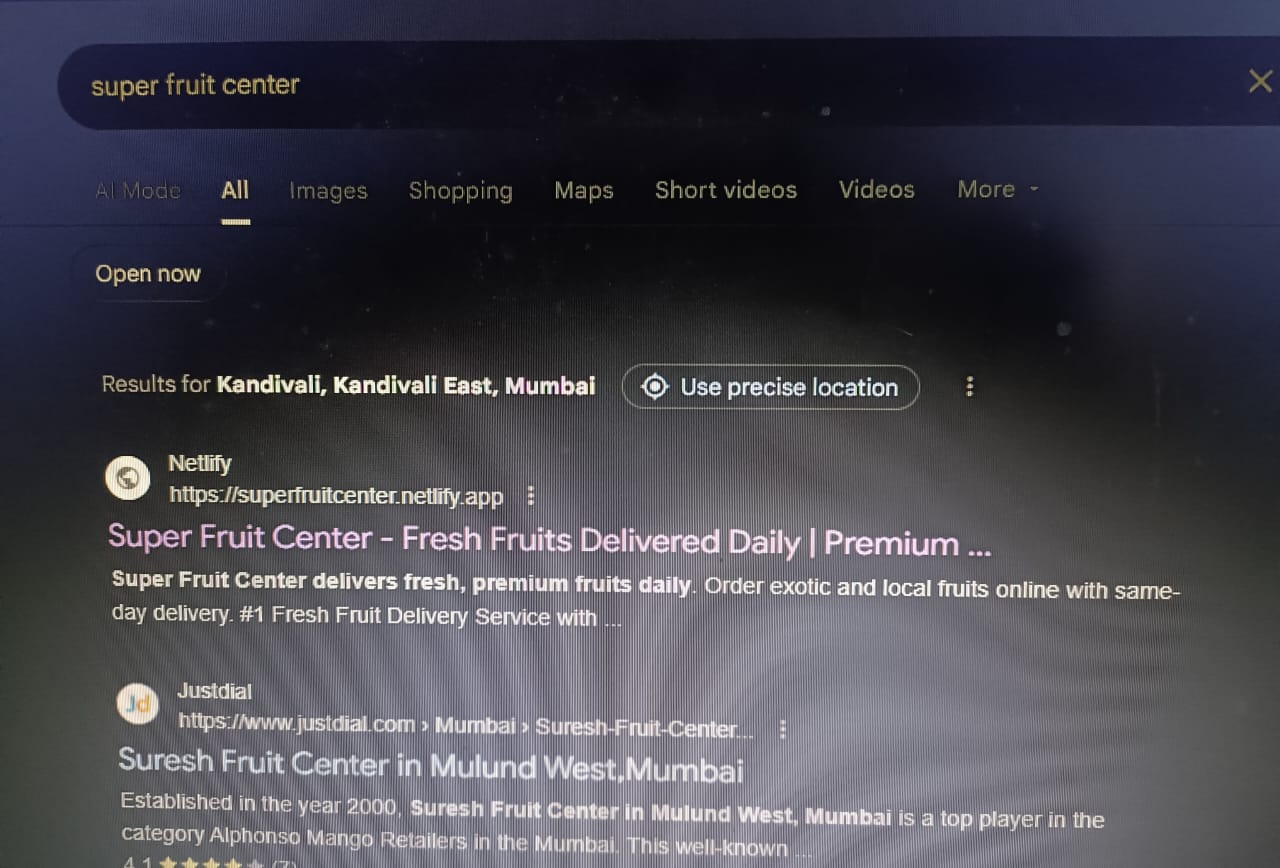 super fruit center
AI Mode All Images Shopping Maps Short videos Videos More
Open now
Results for Kandivali, Kandivali East, Mumbai Use precise location
Netlify
https://superfruitcenter.netlify.app
Super Fruit Center - Fresh Fruits Delivered Daily | Premium ...
Super Fruit Center delivers fresh, premium fruits daily. Order exotic and local fruits online with same-
day delivery. #1 Fresh Fruit Delivery Service with ...
Jd Justdial
https://www.justdial.com › Mumbai › Suresh-Fruit-Center...
Suresh Fruit Center in Mulund West,Mumbai
Established in the year 2000, Suresh Fruit Center in Mulund West, Mumbai is a top player in the
category Alphonso Mango Retailers in the Mumbai. This well-known ...
4.1 (7)